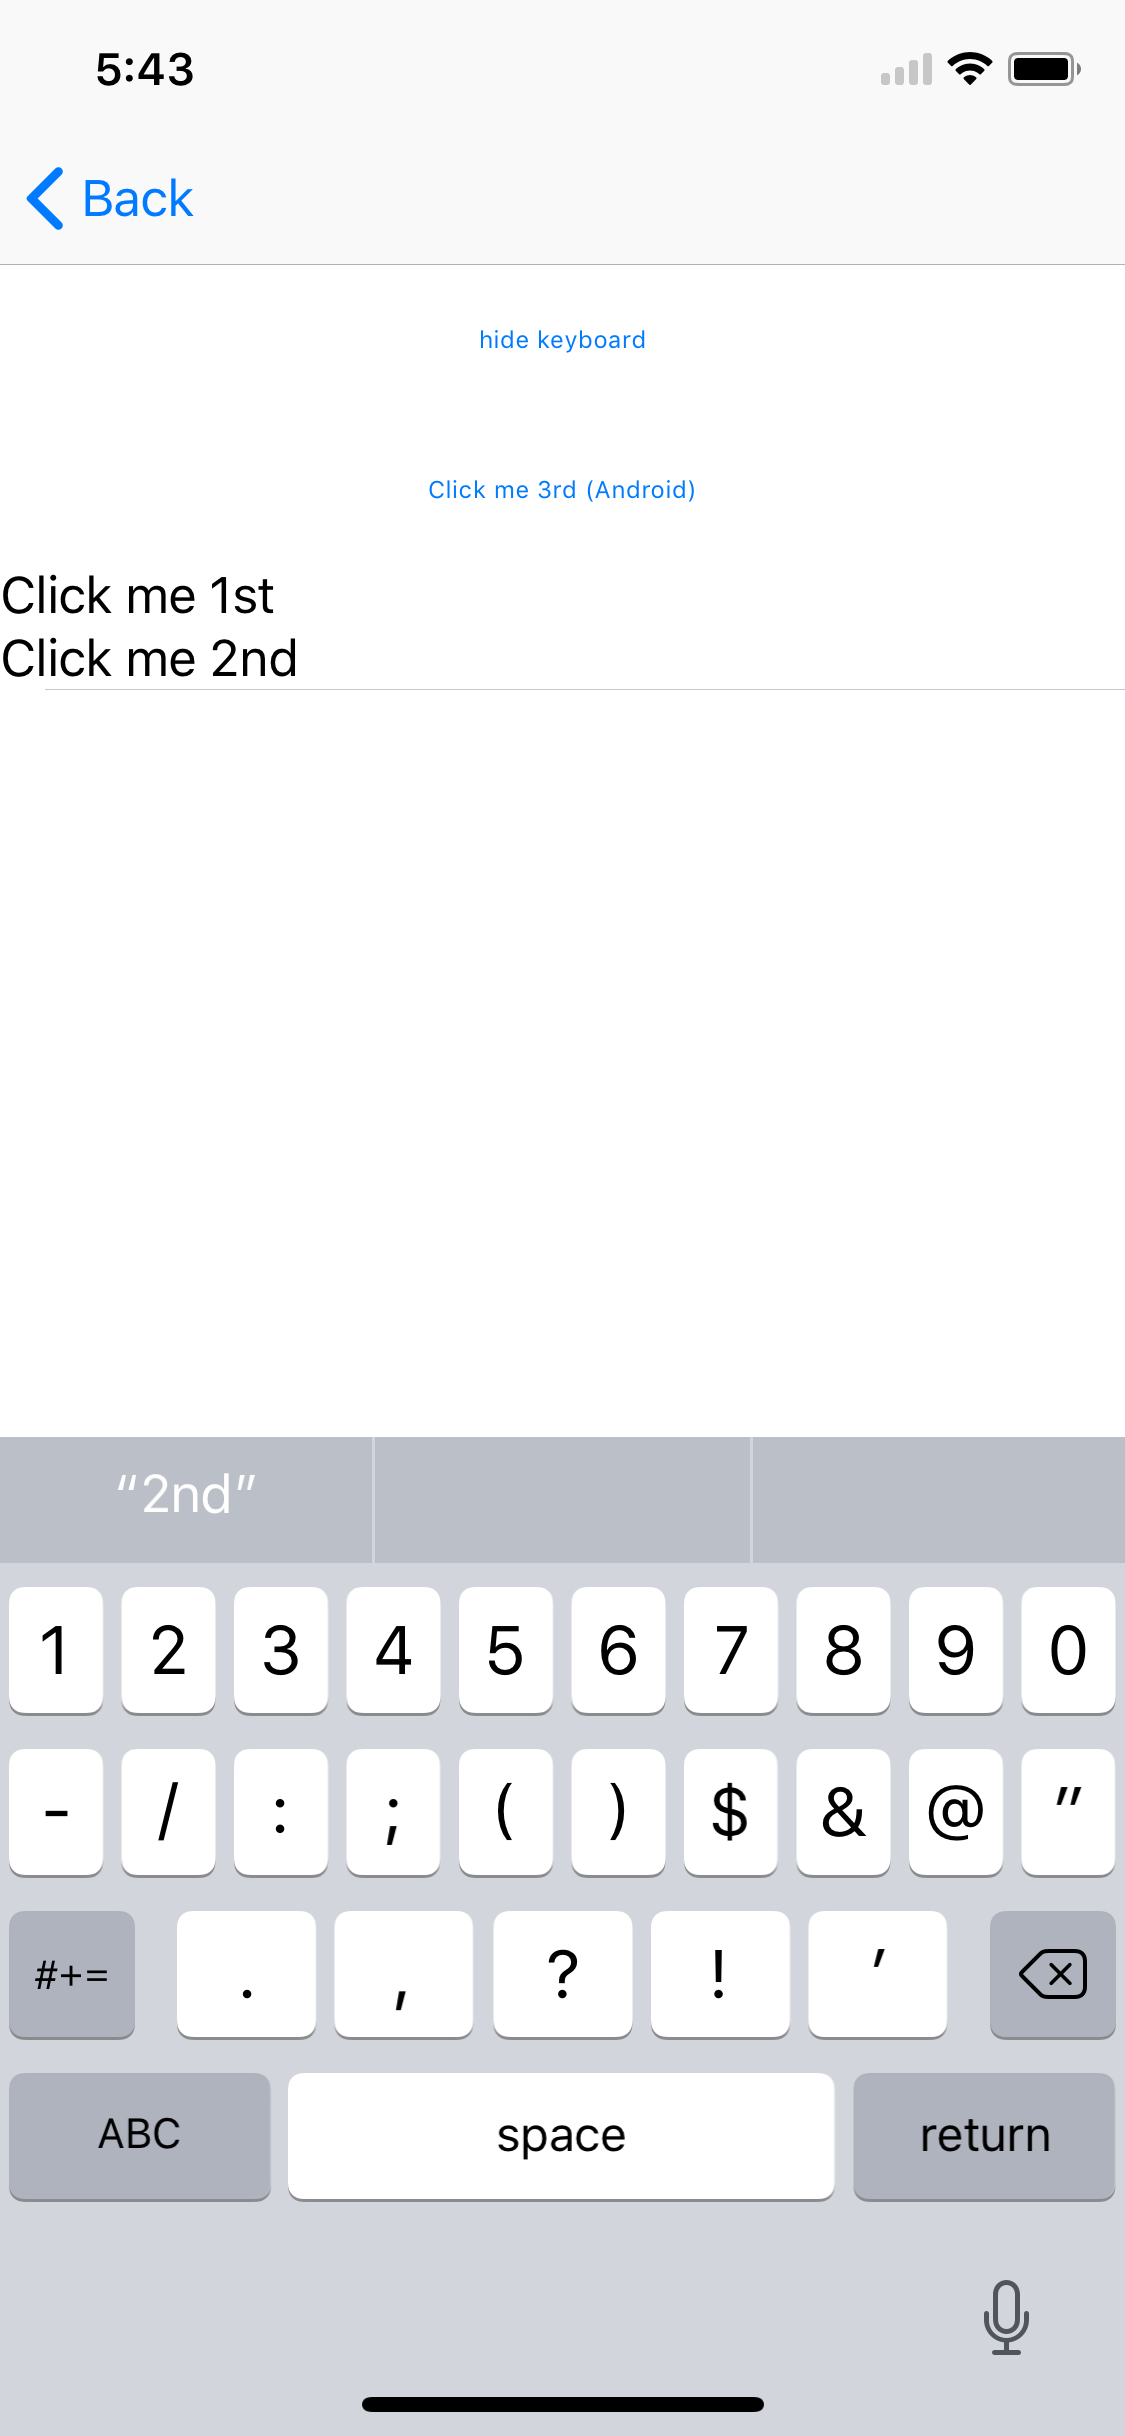 5:43
Back
hide keyboard
Click me 3rd (Android)
Click me 1st
Click me 2nd
“2nd”
1 2 3 4 5 6 7 8 9 0
- / : ; ( ) $ & @ "
#+= . , ? ! '
ABC space return